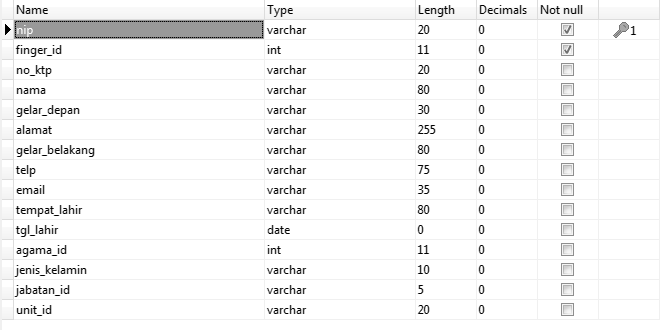 Name Type Length Decimals Not null
nip varchar 20 0 1
finger_id int 11 0
no_ktp varchar 20 0
nama varchar 80 0
gelar_depan varchar 30 0
alamat varchar 255 0
gelar_belakang varchar 80 0
telp varchar 75 0
email varchar 35 0
tempat_lahir varchar 80 0
tgl_lahir date 0 0
agama_id int 11 0
jenis_kelamin varchar 10 0
jabatan_id varchar 5 0
unit_id varchar 20 0